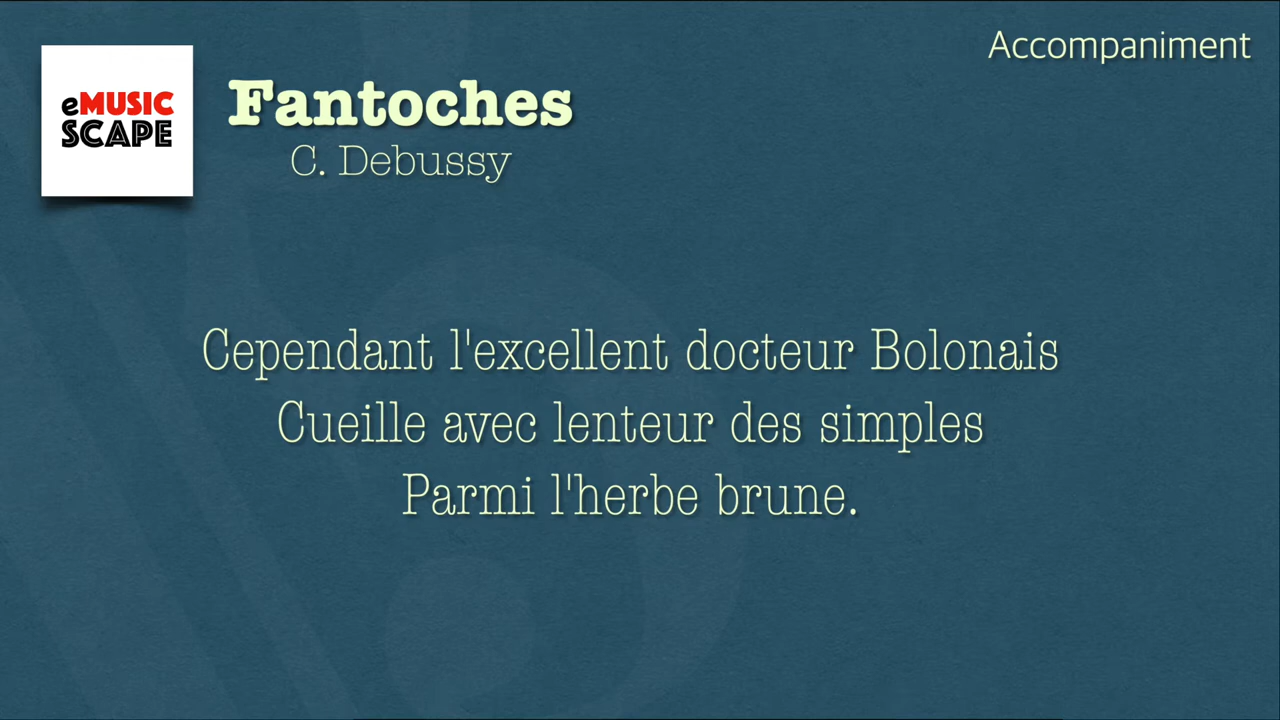 Accompaniment
eMUSIC
SCAPE
Fantoches
C. Debussy
Cependant l'excellent docteur Bolonais
Cueille avec lenteur des simples
Parmi l'herbe brune.